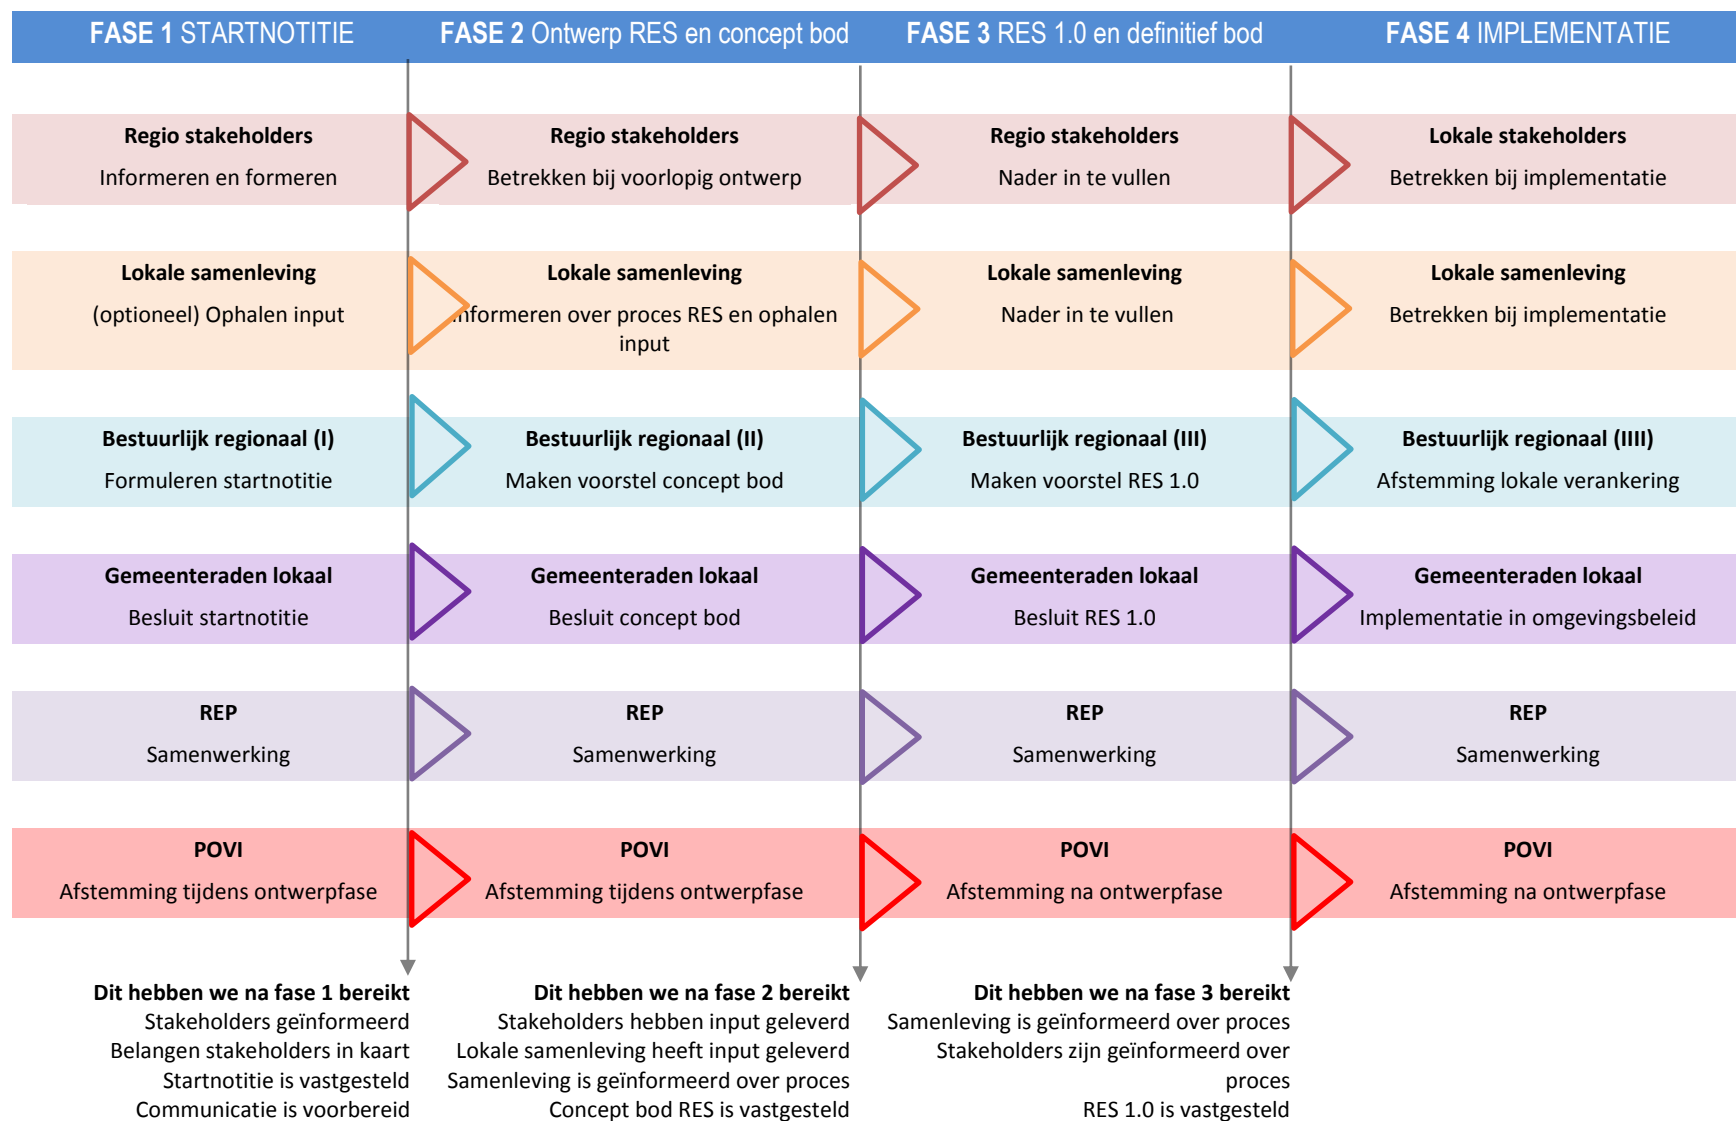 FASE 1 STARTNOTITIE
FASE 2 Ontwerp RES en concept bod
FASE 3 RES 1.0 en definitief bod
FASE 4 IMPLEMENTATIE
Regio stakeholders
Informeren en formeren
Regio stakeholders
Betrekken bij voorlopig ontwerp
Regio stakeholders
Nader in te vullen
Lokale stakeholders
Betrekken bij implementatie
Lokale samenleving
(optioneel) Ophalen input
Lokale samenleving
Informeren over proces RES en ophalen
input
Lokale samenleving
Nader in te vullen
Lokale samenleving
Betrekken bij implementatie
Bestuurlijk regionaal (I)
Formuleren startnotitie
Bestuurlijk regionaal (II)
Maken voorstel concept bod
Bestuurlijk regionaal (III)
Maken voorstel RES 1.0
Bestuurlijk regionaal (IIII)
Afstemming lokale verankering
Gemeenteraden lokaal
Besluit startnotitie
Gemeenteraden lokaal
Besluit concept bod
Gemeenteraden lokaal
Besluit RES 1.0
Gemeenteraden lokaal
Implementatie in omgevingsbeleid
REP
Samenwerking
REP
Samenwerking
REP
Samenwerking
REP
Samenwerking
POVI
Afstemming tijdens ontwerpfase
POVI
Afstemming tijdens ontwerpfase
POVI
Afstemming na ontwerpfase
POVI
Afstemming na ontwerpfase
Dit hebben we na fase 1 bereikt
Stakeholders geïnformeerd
Belangen stakeholders in kaart
Startnotitie is vastgesteld
Communicatie is voorbereid
Dit hebben we na fase 2 bereikt
Stakeholders hebben input geleverd
Lokale samenleving heeft input geleverd
Samenleving is geïnformeerd over proces
Concept bod RES is vastgesteld
Dit hebben we na fase 3 bereikt
Samenleving is geïnformeerd over proces
Stakeholders zijn geïnformeerd over
proces
RES 1.0 is vastgesteld